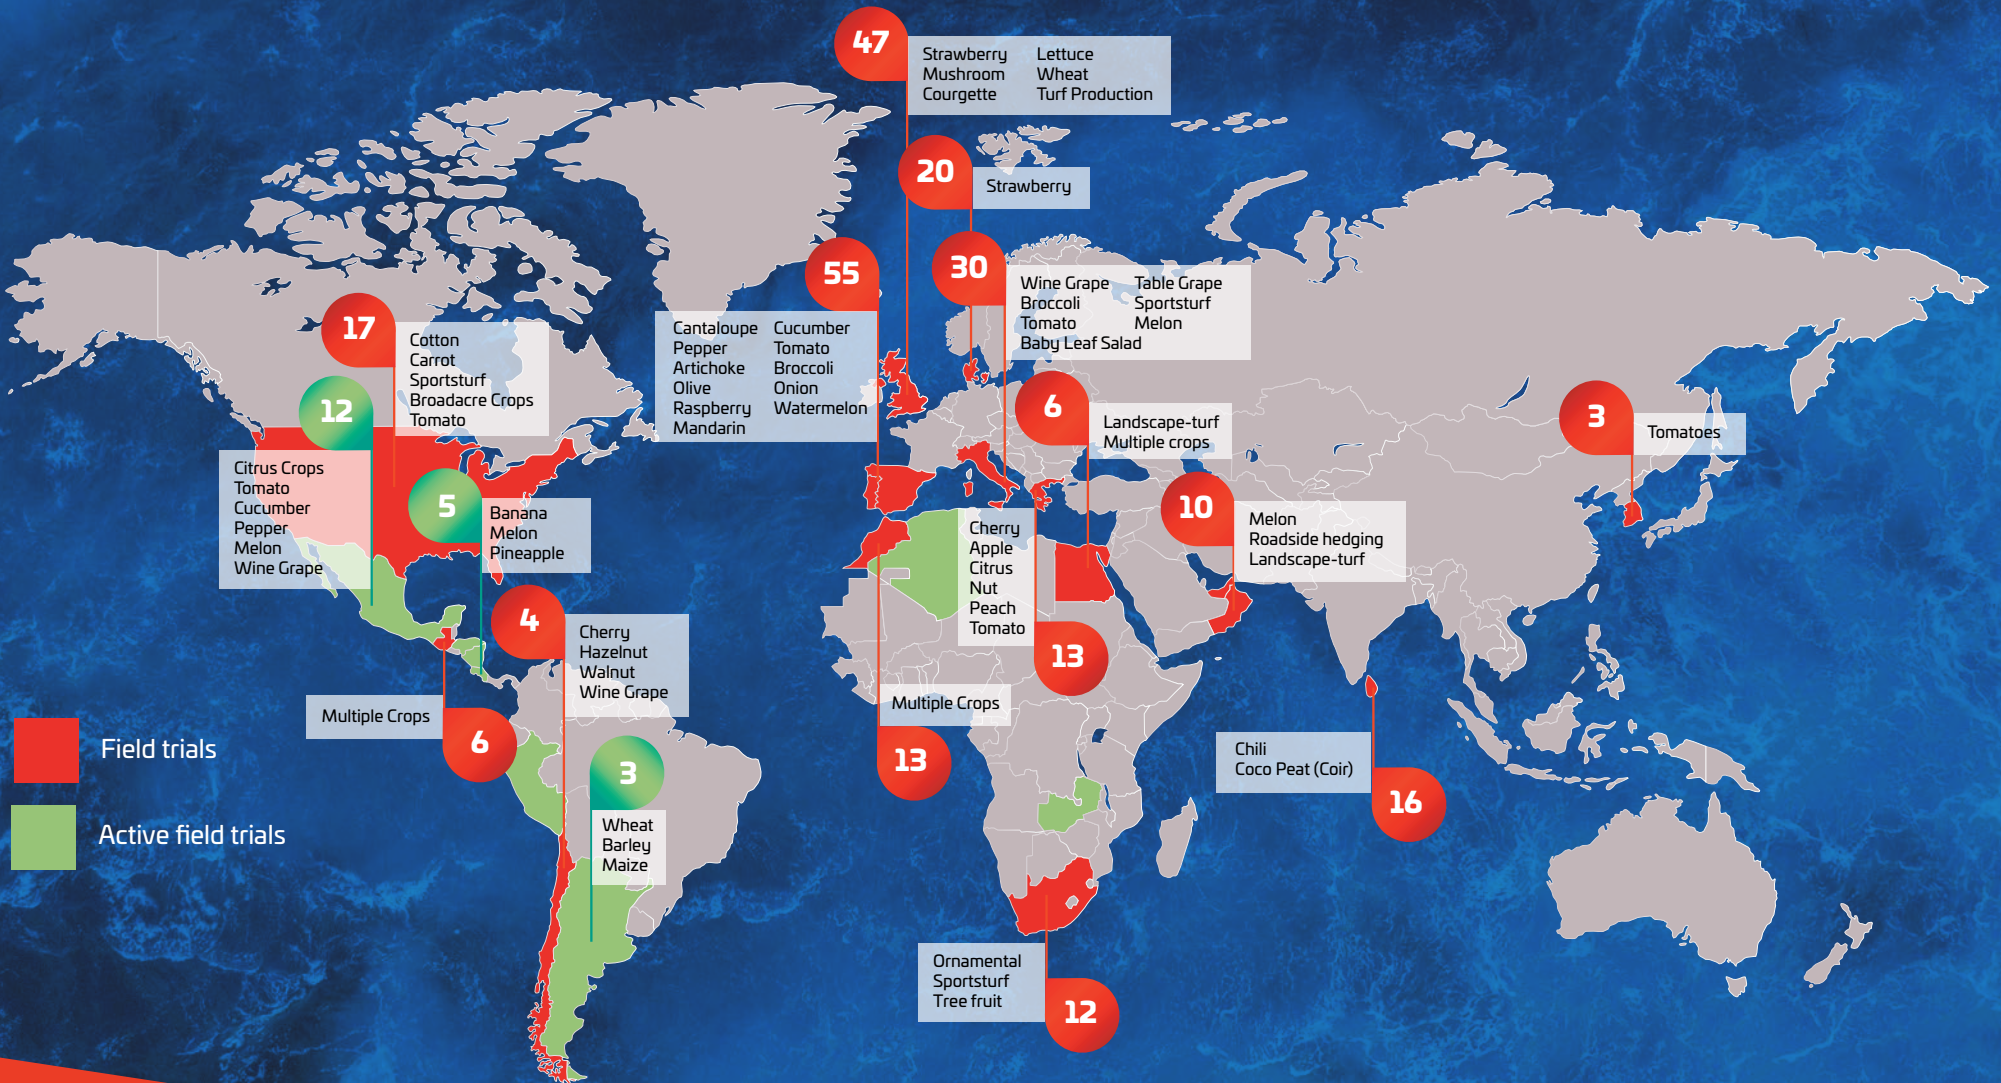 47
Strawberry
Mushroom
Courgette
Lettuce
Wheat
Turf Production
20
Strawberry
55
Cantaloupe
Pepper
Artichoke
Olive
Raspberry
Mandarin
Cucumber
Tomato
Broccoli
Onion
Watermelon
30
Wine Grape
Broccoli
Tomato
Baby Leaf Salad
Table Grape
Sportsturf
Melon
17
Cotton
Carrot
Sportsturf
Broadacre Crops
Tomato
12
Citrus Crops
Tomato
Cucumber
Pepper
Melon
Wine Grape
5
Banana
Melon
Pineapple
6
Landscape-turf
Multiple crops
3
Tomatoes
10
Melon
Roadside hedging
Landscape-turf
Cherry
Apple
Citrus
Nut
Peach
Tomato
13
4
Cherry
Hazelnut
Walnut
Wine Grape
Multiple Crops
6
Multiple Crops
13
3
Wheat
Barley
Maize
Chili
Coco Peat (Coir)
16
Ornamental
Sportsturf
Tree fruit
12
Field trials
Active field trials